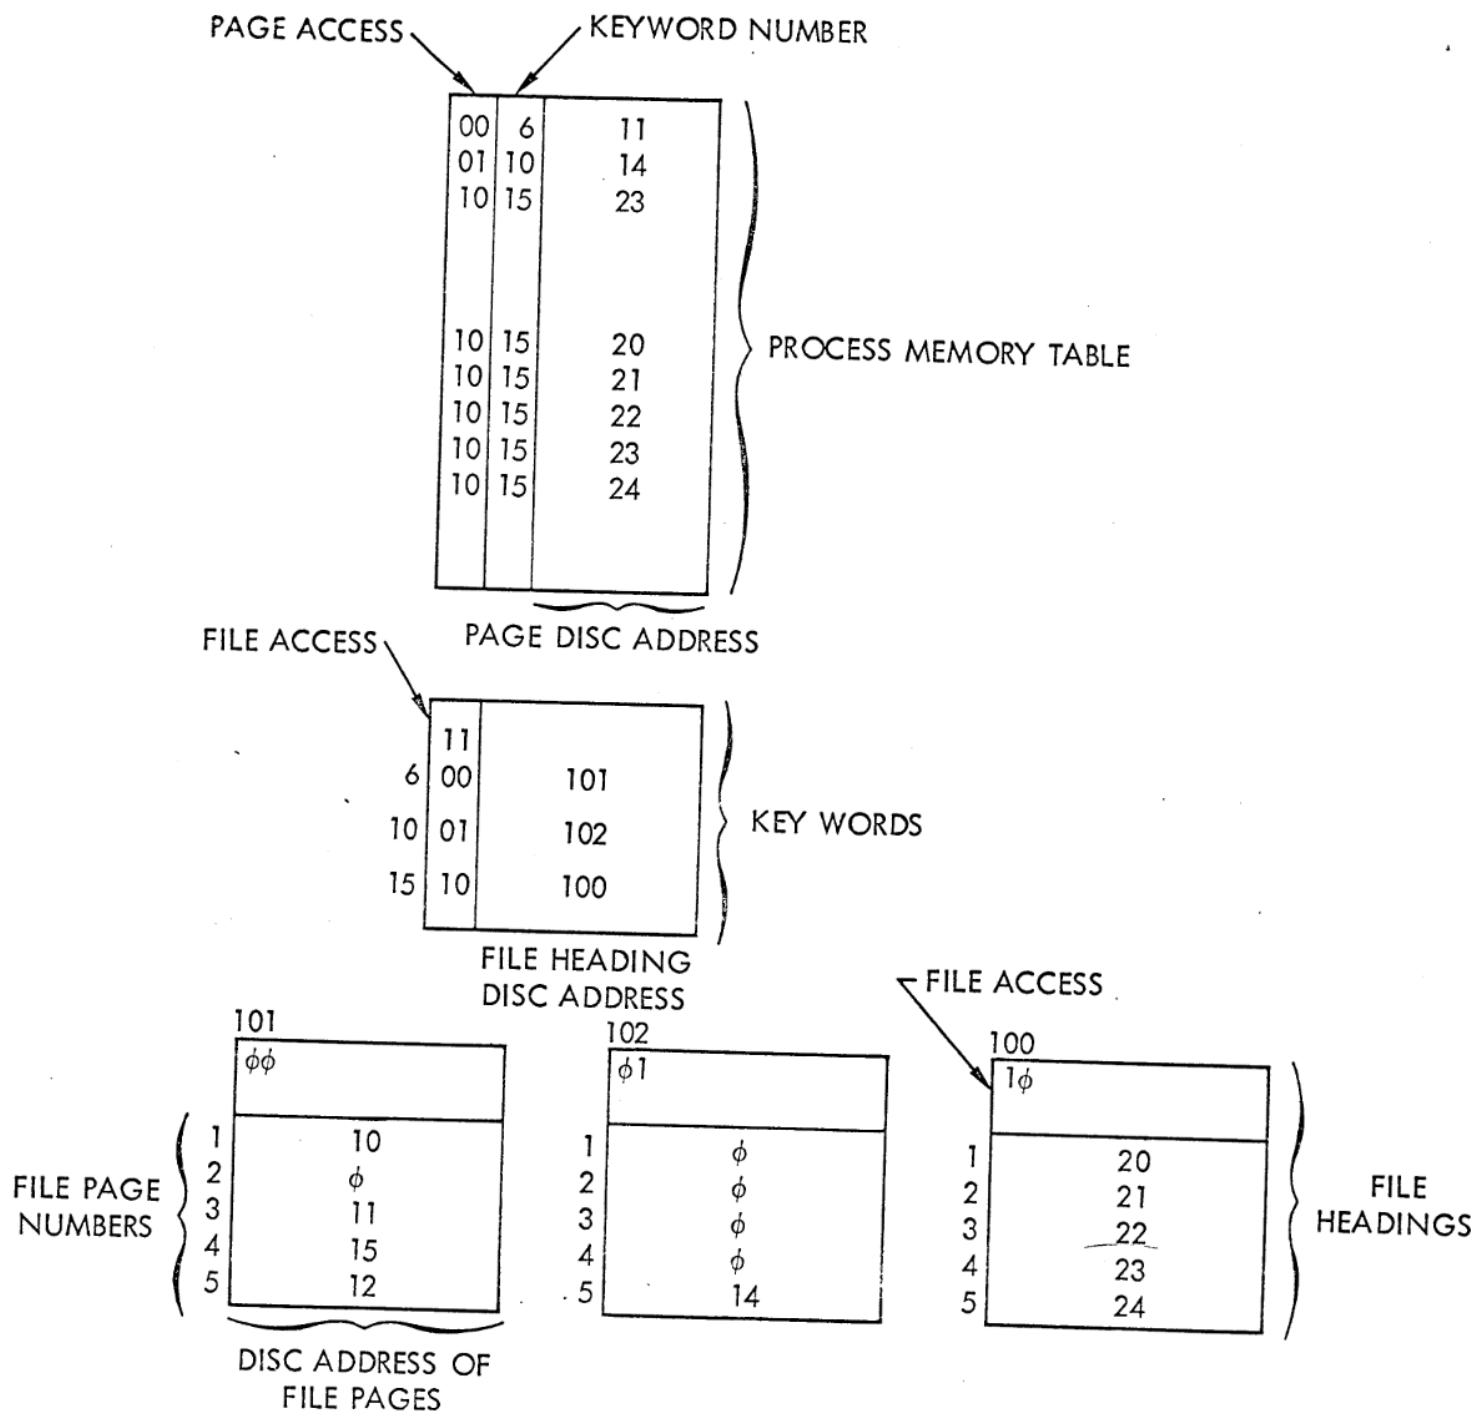 PAGE ACCESS KEYWORD NUMBER
00 6 11
01 10 14
10 15 23
10 15 20
10 15 21
10 15 22
10 15 23
10 15 24
PROCESS MEMORY TABLE
PAGE DISC ADDRESS
FILE ACCESS
11
6 00 101
10 01 102
15 10 100
KEY WORDS
FILE HEADING
DISC ADDRESS
FILE ACCESS
101
ϕϕ
1 10
2 ϕ
3 11
4 15
5 12
FILE PAGE
NUMBERS
DISC ADDRESS OF
FILE PAGES
102
ϕ1
1 ϕ
2 ϕ
3 ϕ
4 ϕ
5 14
100
1ϕ
1 20
2 21
3 22
4 23
5 24
FILE
HEADINGS